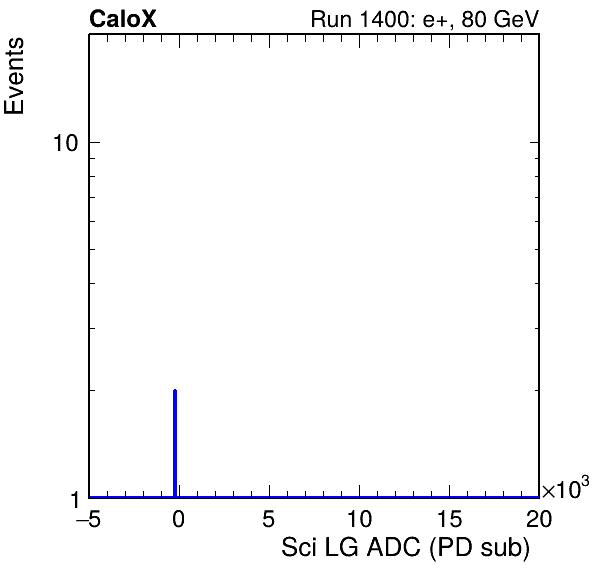 CaloX Run 1400: e+, 80 GeV
Events
10
1
−5 0 5 10 15 20
×10³
Sci LG ADC (PD sub)